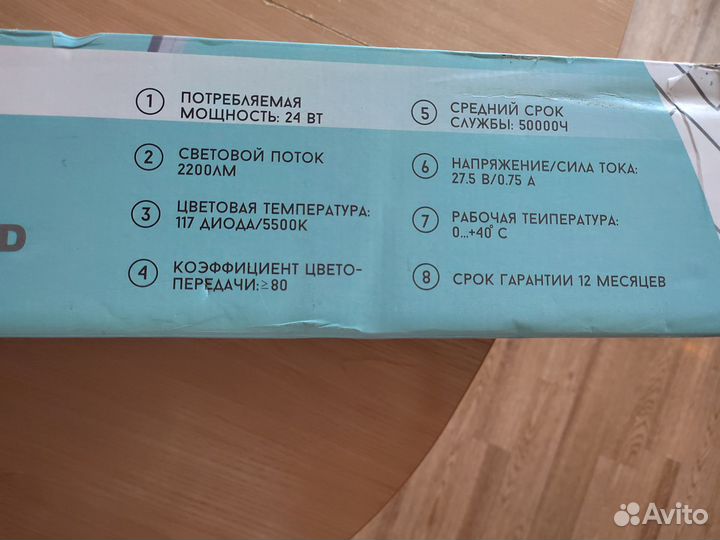 1 ПОТРЕБЛЯЕМАЯ
МОЩНОСТЬ: 24 ВТ
2 СВЕТОВОЙ ПОТОК
2200ЛМ
3 ЦВЕТОВАЯ ТЕМПЕРАТУРА:
117 ДИОДА/5500К
4 КОЭФФИЦИЕНТ ЦВЕТО-
ПЕРЕДАЧИ:≥80
5 СРЕДНИЙ СРОК
СЛУЖБЫ: 50000Ч
6 НАПРЯЖЕНИЕ/СИЛА ТОКА:
27.5 В/0.75 А
7 РАБОЧАЯ ТЕИПЕРАТУРА:
0...+40° С
8 СРОК ГАРАНТИИ 12 МЕСЯЦЕВ
D
Avito